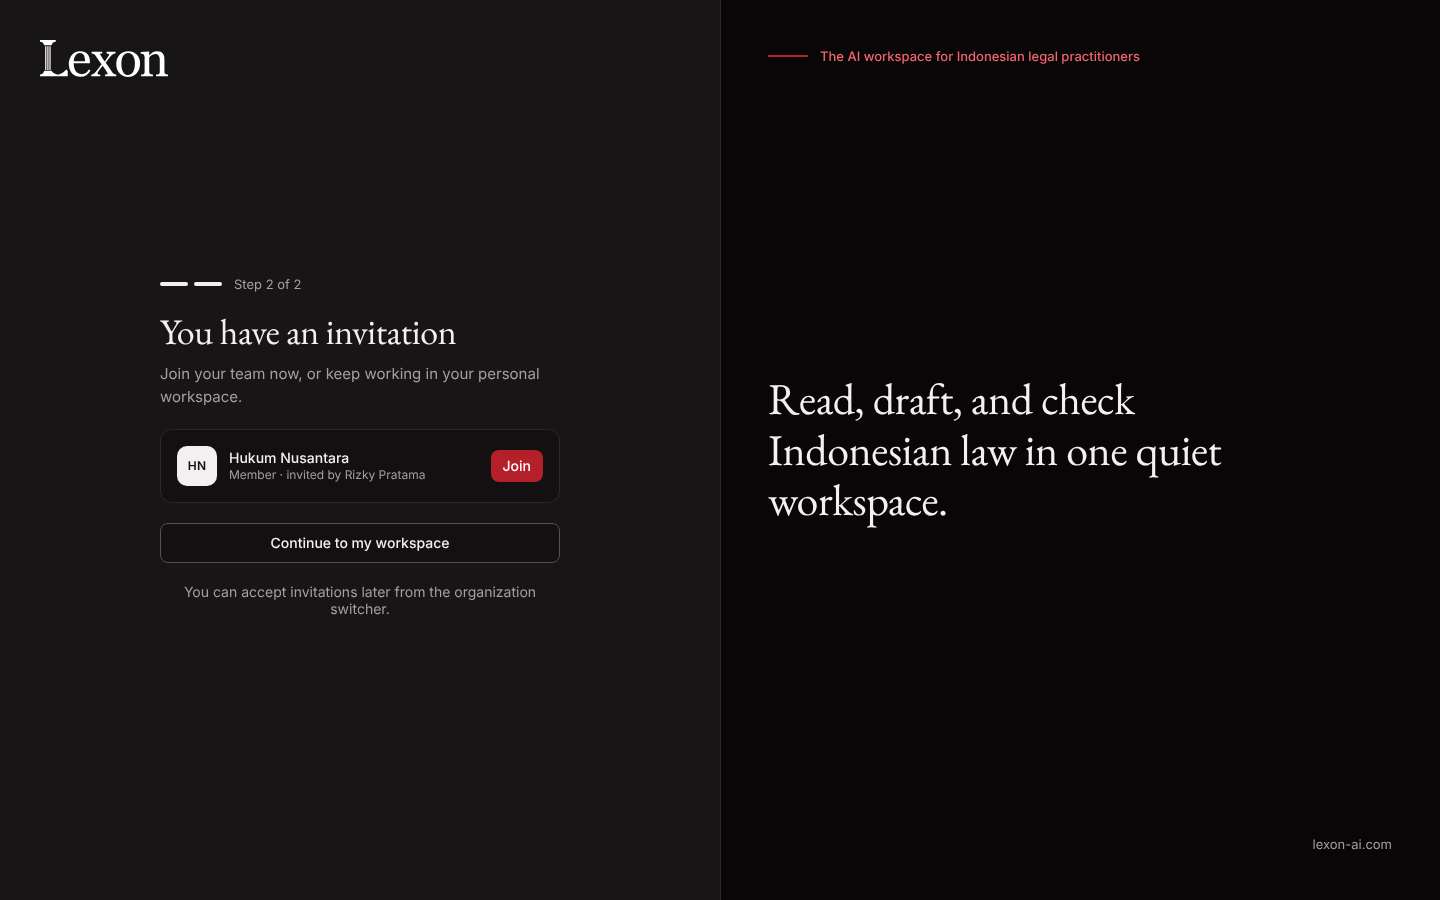 Lexon
Step 2 of 2
You have an invitation
Join your team now, or keep working in your personal
workspace.
HN
Hukum Nusantara
Member · invited by Rizky Pratama
Join
Continue to my workspace
You can accept invitations later from the organization
switcher.
The AI workspace for Indonesian legal practitioners
Read, draft, and check
Indonesian law in one quiet
workspace.
lexon-ai.com